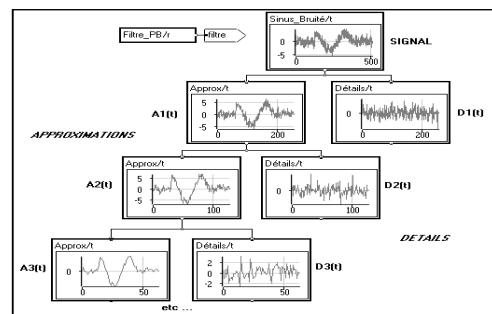 Sinus_Bruité/t
Filtre_PB/r
filtre
SIGNAL
5
0
-5
0
500
Approx/t
Détails/t
A1(t)
5
0
-5
0
200
0
0
200
D1(t)
APPROXIMATIONS
Approx/t
Détails/t
A2(t)
5
0
-5
0
100
0
0
100
D2(t)
DETAILS
Approx/t
Détails/t
A3(t)
0
0
50
2
0
-2
0
50
D3(t)
etc ...